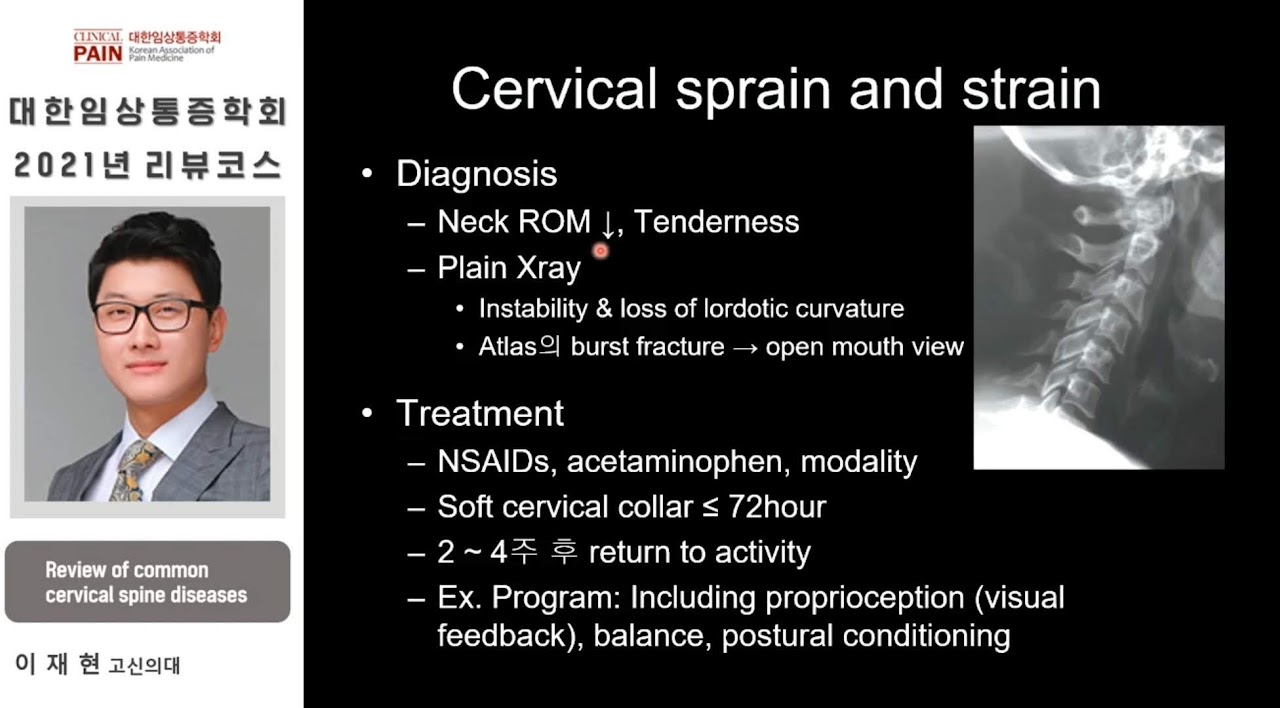 CLINICAL
PAIN
대한임상통증학회
Korean Association of
Pain Medicine
대한임상통증학회
2021년 리뷰코스
Review of common
cervical spine diseases
이 재 현 고신의대
Cervical sprain and strain
• Diagnosis
– Neck ROM ↓, Tenderness
– Plain Xray
• Instability & loss of lordotic curvature
• Atlas의 burst fracture → open mouth view
• Treatment
– NSAIDs, acetaminophen, modality
– Soft cervical collar ≤ 72hour
– 2 ~ 4주 후 return to activity
– Ex. Program: Including proprioception (visual
feedback), balance, postural conditioning